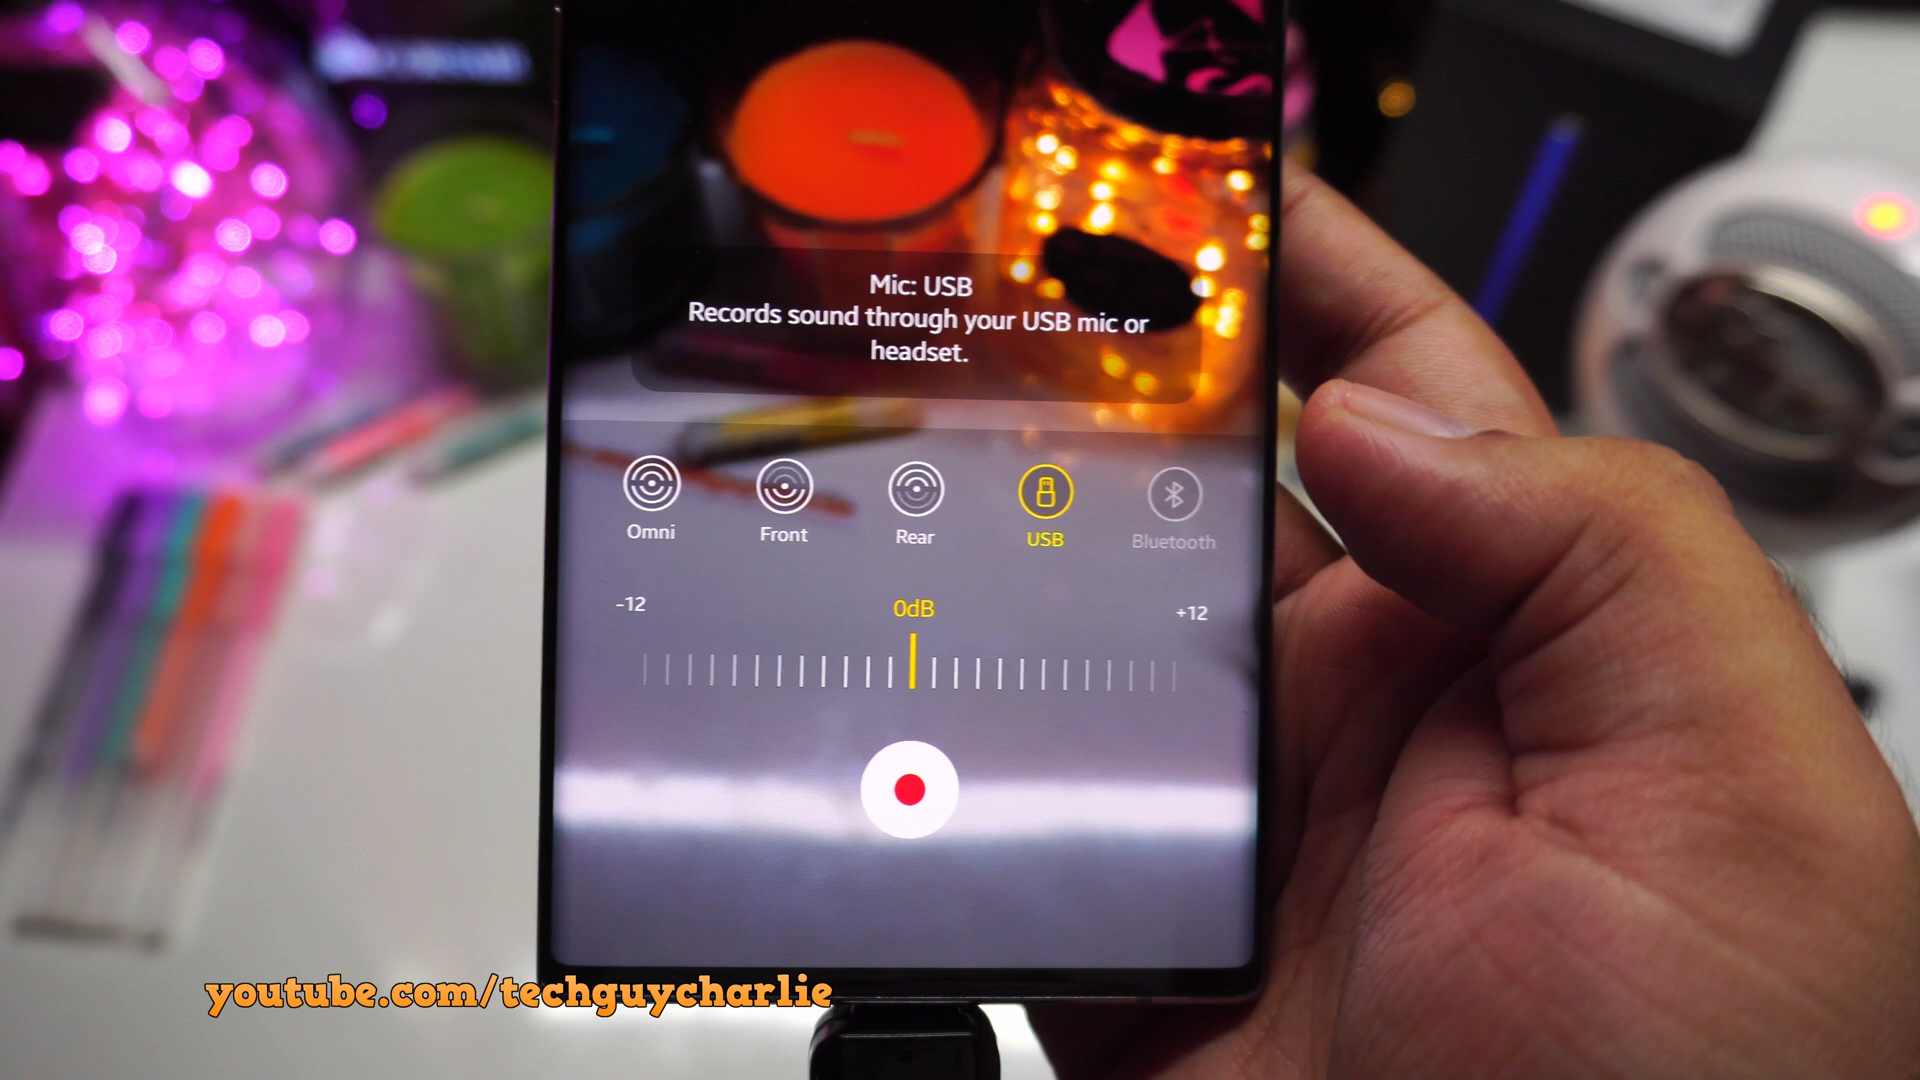 Mic: USB
Records sound through your USB mic or
headset.
Omni
Front
Rear
USB
Bluetooth
-12
0dB
+12
youtube.com/techguycharlie